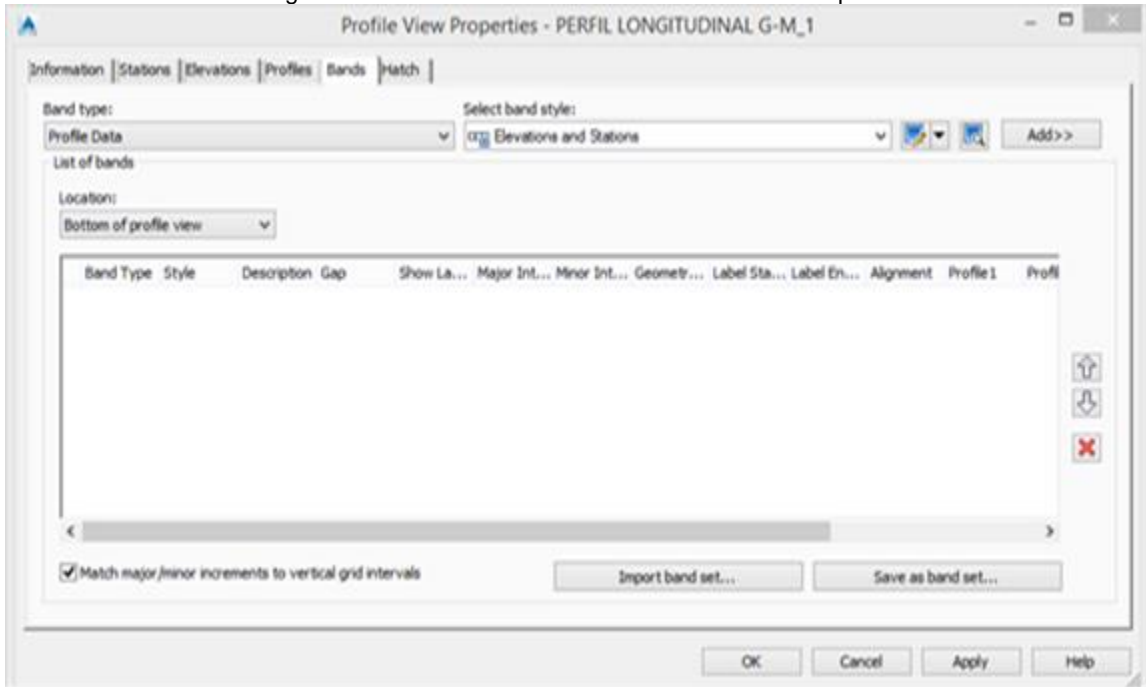 Profile View Properties - PERFIL LONGITUDINAL G-M_1
Information Stations Elevations Profiles Bands Hatch
Band type: Select band style:
Profile Data Elevations and Stations Add>>
List of bands
Location:
Bottom of profile view
Band Type Style Description Gap Show La... Major Int... Minor Int... Geometr... Label Sta... Label En... Alignment Profile1 Profil
Match major/minor increments to vertical grid intervals Import band set... Save as band set...
OK Cancel Apply Help